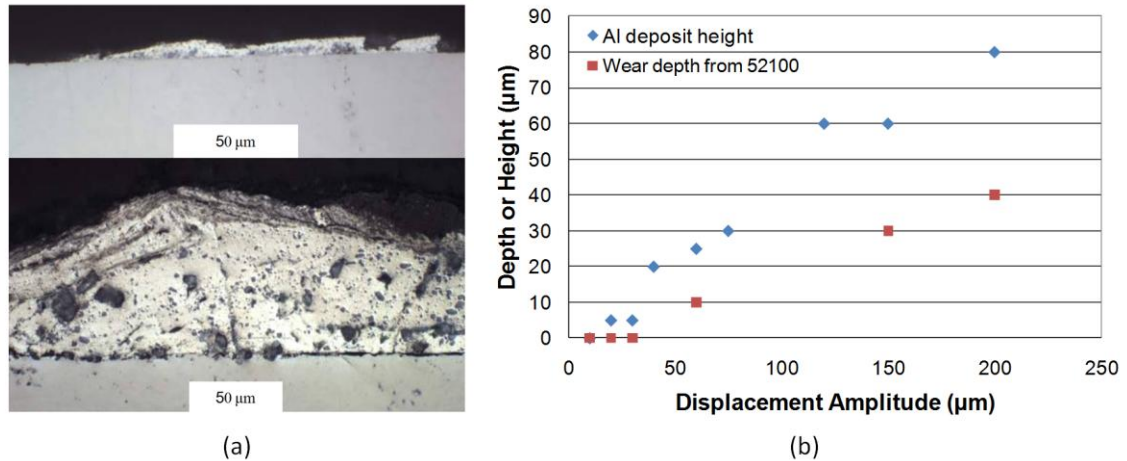 50 μm
50 μm
(a)
90
80
70
60
50
40
30
20
10
0
Depth or Height (μm)
Al deposit height
Wear depth from 52100
0 50 100 150 200 250
Displacement Amplitude (μm)
(b)